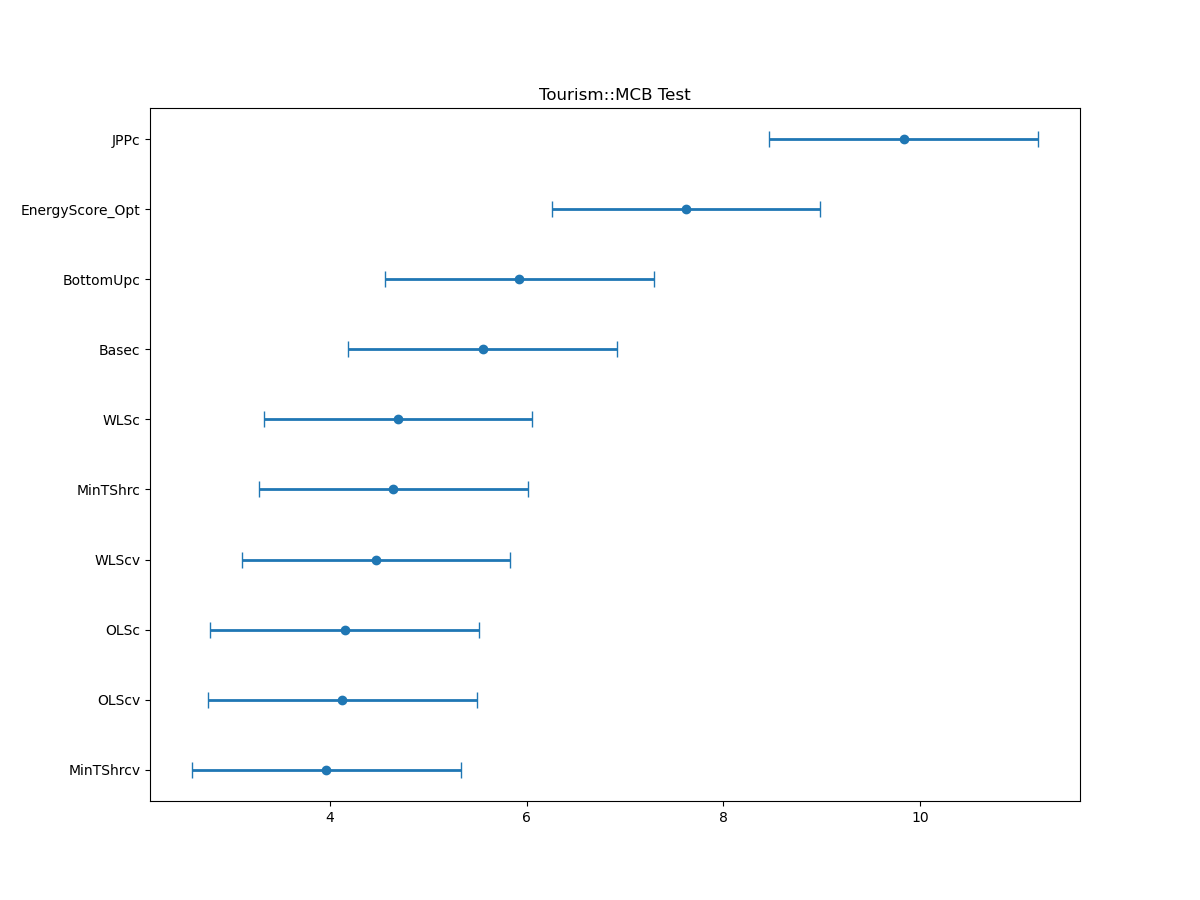 Tourism::MCB Test
JPPc
EnergyScore_Opt
BottomUpc
Basec
WLSc
MinTShrc
WLScv
OLSc
OLScv
MinTShrcv
4 6 8 10